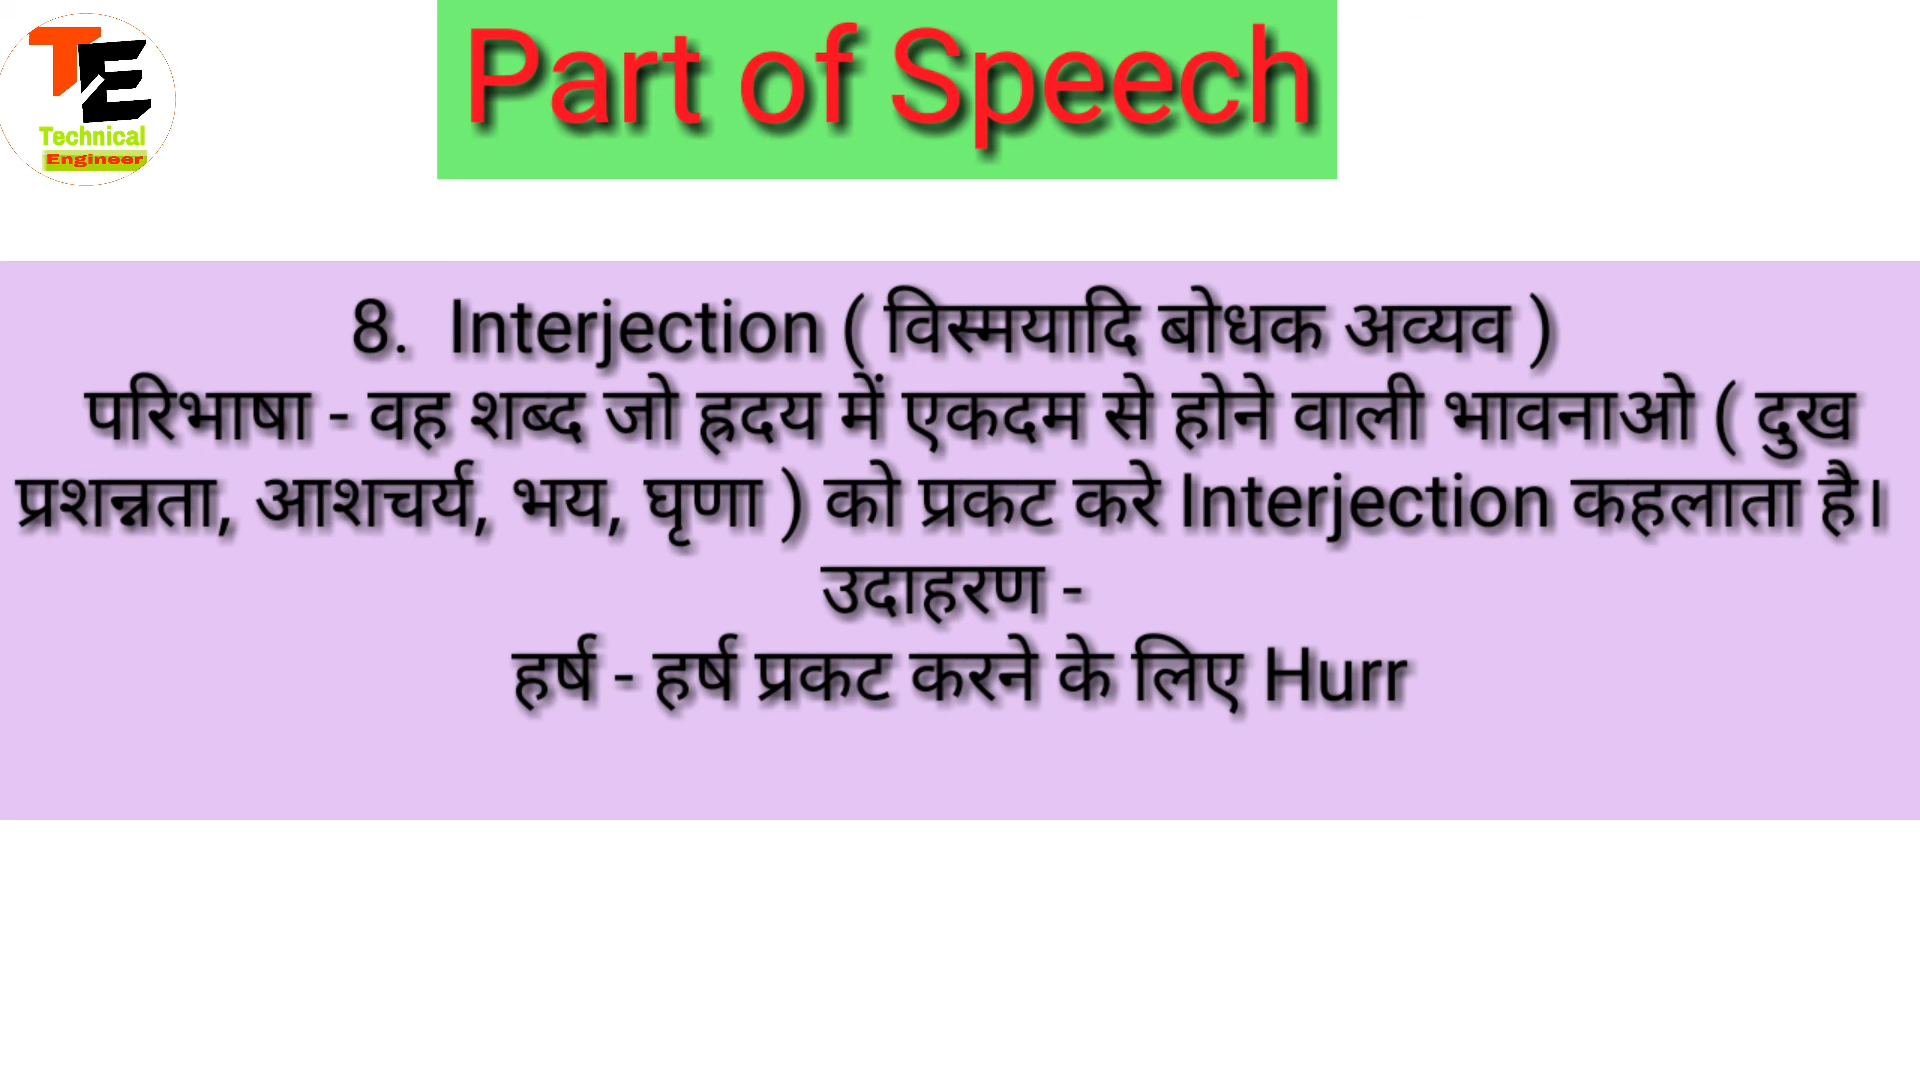 TE
Technical
Engineer
Part of Speech
8. Interjection ( विस्मयादि बोधक अव्यव )
परिभाषा - वह शब्द जो ह्रदय में एकदम से होने वाली भावनाओ ( दुख
प्रशन्नता, आशचर्य, भय, घृणा ) को प्रकट करे Interjection कहलाता है।
उदाहरण -
हर्ष - हर्ष प्रकट करने के लिए Hurr